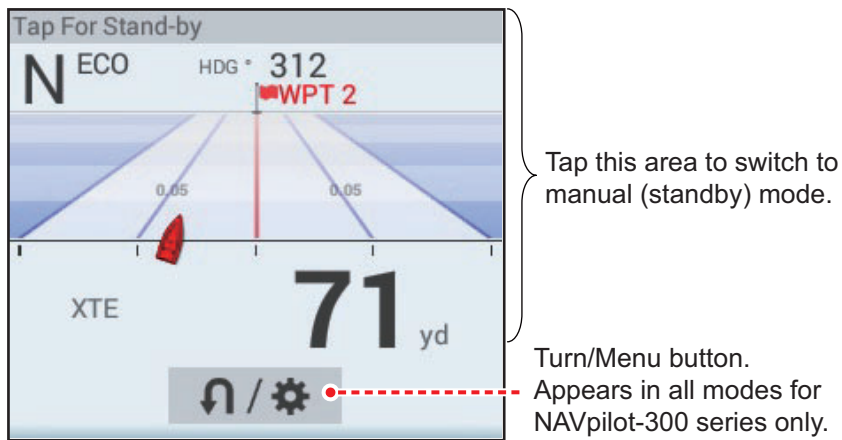 Tap For Stand-by
N ECO HDG ° 312
WPT 2
0.05 0.05
Tap this area to switch to
manual (standby) mode.
XTE 71 yd
/
Turn/Menu button.
Appears in all modes for
NAVpilot-300 series only.